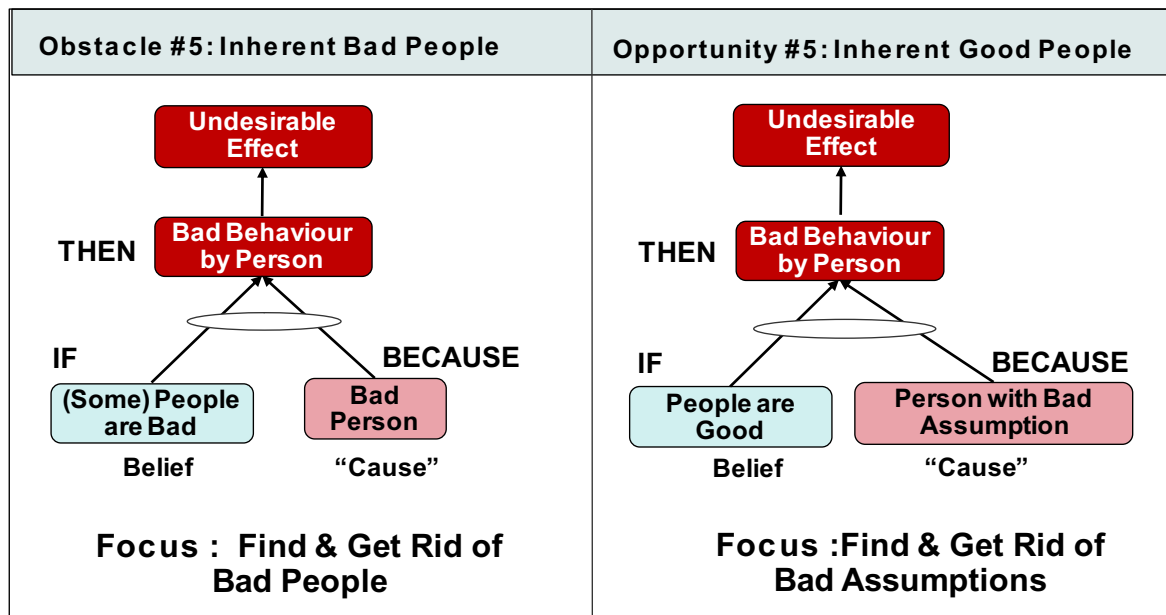 Obstacle #5: Inherent Bad People
Undesirable
Effect
THEN
Bad Behaviour
by Person
IF
BECAUSE
(Some) People
are Bad
Bad
Person
Belief
“Cause”
Focus : Find & Get Rid of
Bad People
Opportunity #5: Inherent Good People
Undesirable
Effect
THEN
Bad Behaviour
by Person
IF
BECAUSE
People are
Good
Person with Bad
Assumption
Belief
“Cause”
Focus :Find & Get Rid of
Bad Assumptions